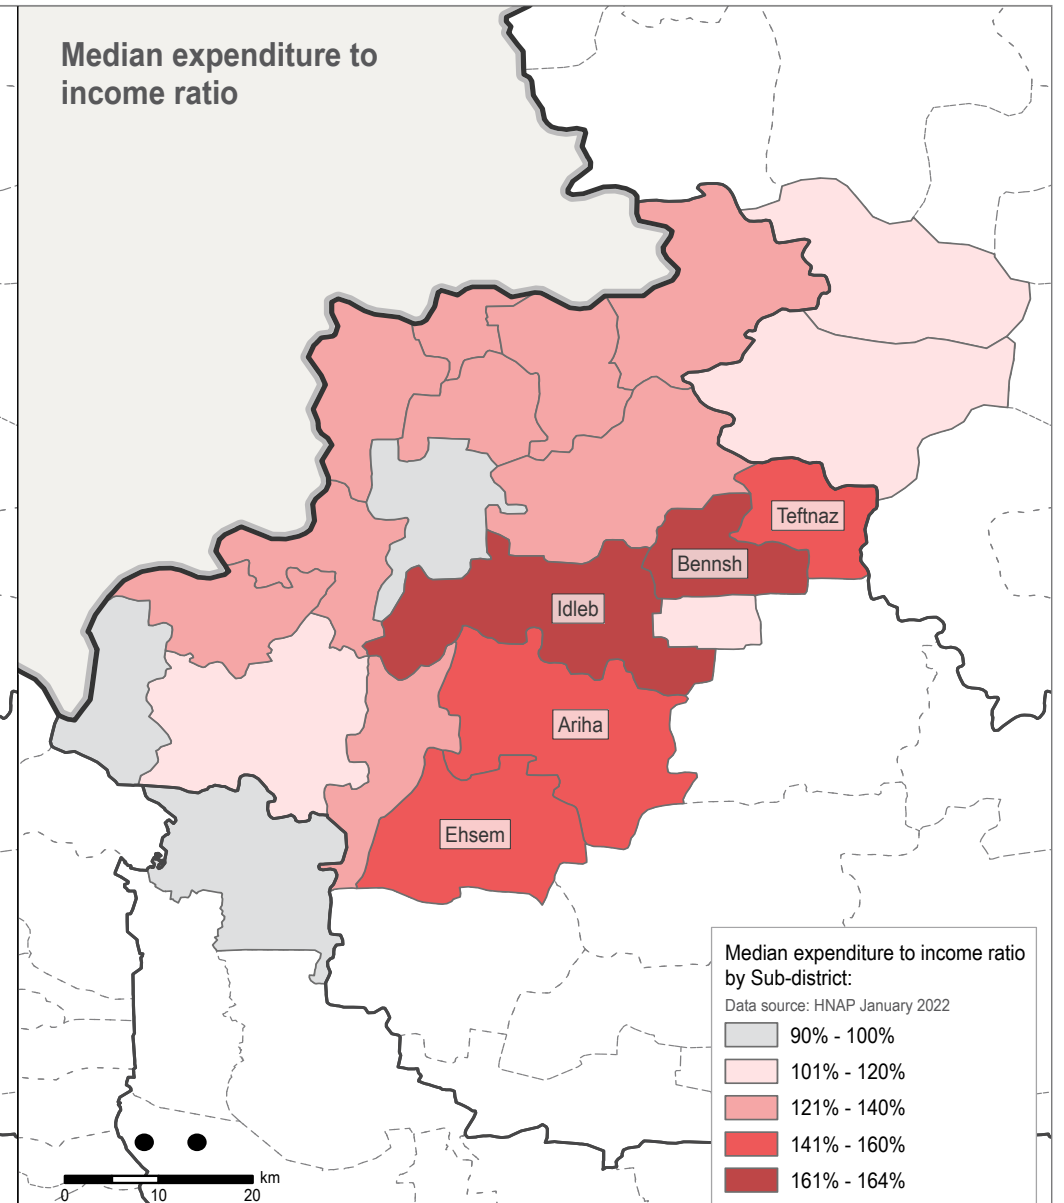 Median expenditure to
income ratio
Teftnaz
Bennsh
Idleb
Ariha
Ehsem
Median expenditure to income ratio
by Sub-district:
Data source: HNAP January 2022
90% - 100%
101% - 120%
121% - 140%
141% - 160%
161% - 164%
km
0 10 20